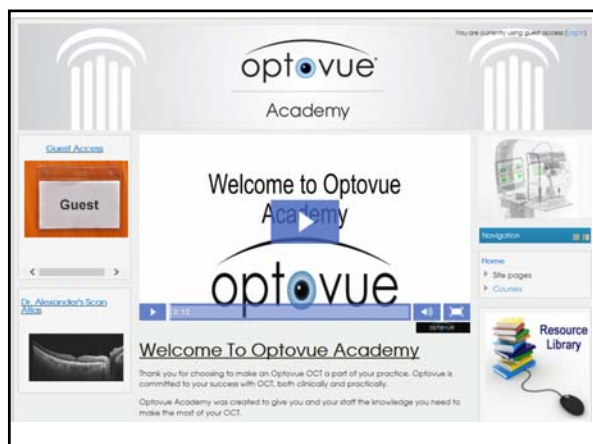 You are currently using guest access (Log in)
optovue
Academy
Guest Access
Guest
Dr. Alexander's Scan
Atlas
Welcome to Optovue
Academy
optovue
3:13
optovue
Welcome To Optovue Academy
Thank you for choosing to make an Optovue OCT a part of your practice. Optovue is
committed to your success with OCT, both clinically and practically.
Optovue Academy was created to give you and your staff the knowledge you need to
make the most of your OCT.
Navigation
Home
Site pages
Courses
Resource
Library